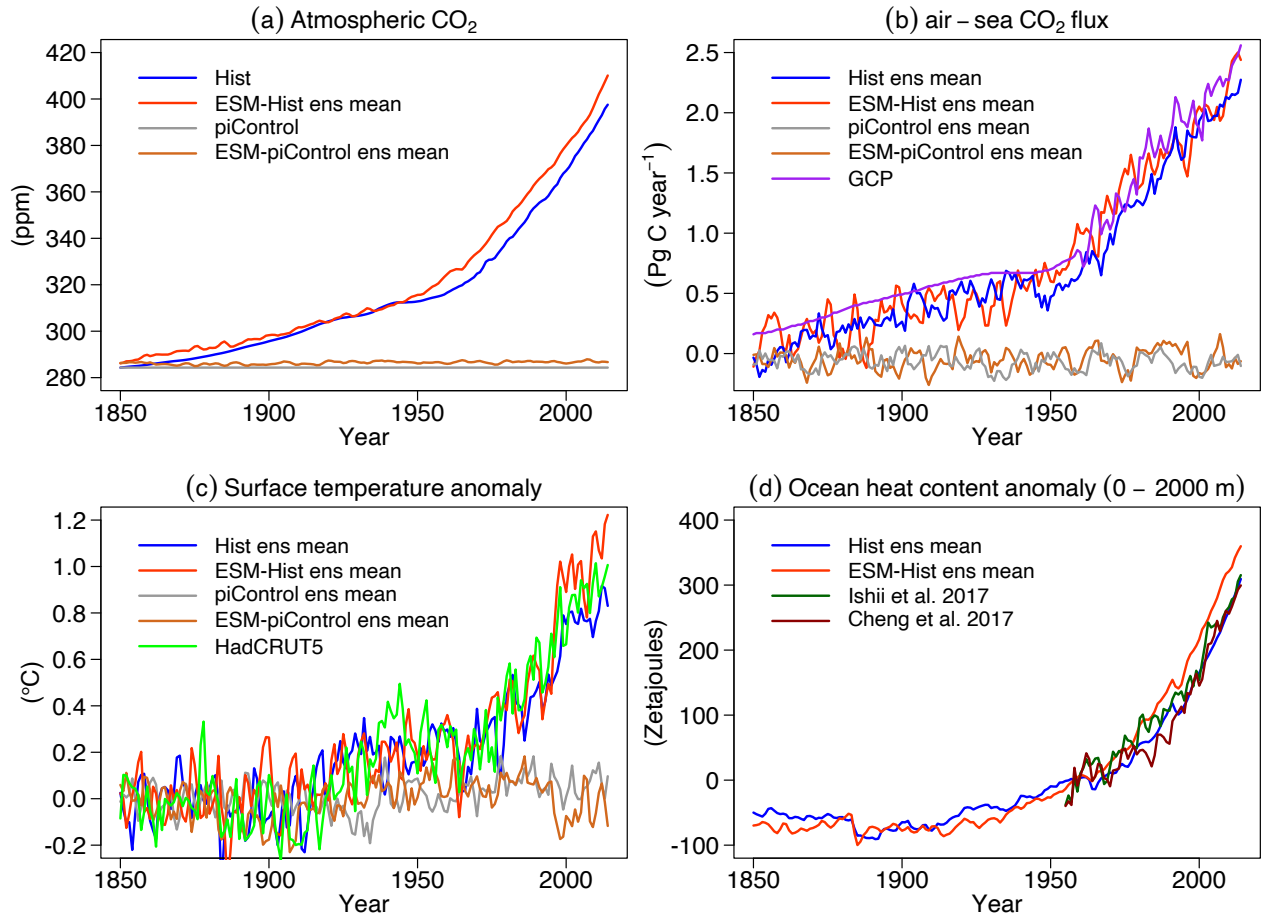 (a) Atmospheric CO₂
420
400
380
360
340
320
300
280
(ppm)
Hist
ESM-Hist ens mean
piControl
ESM-piControl ens mean
1850
1900
1950
2000
Year
(b) air – sea CO₂ flux
2.5
2.0
1.5
1.0
0.5
0.0
(Pg C year⁻¹)
Hist ens mean
ESM-Hist ens mean
piControl ens mean
ESM-piControl ens mean
GCP
1850
1900
1950
2000
Year
(c) Surface temperature anomaly
1.2
1.0
0.8
0.6
0.4
0.2
0.0
-0.2
(°C)
Hist ens mean
ESM-Hist ens mean
piControl ens mean
ESM-piControl ens mean
HadCRUT5
1850
1900
1950
2000
Year
(d) Ocean heat content anomaly (0 – 2000 m)
400
300
200
100
0
-100
(Zetajoules)
Hist ens mean
ESM-Hist ens mean
Ishii et al. 2017
Cheng et al. 2017
1850
1900
1950
2000
Year